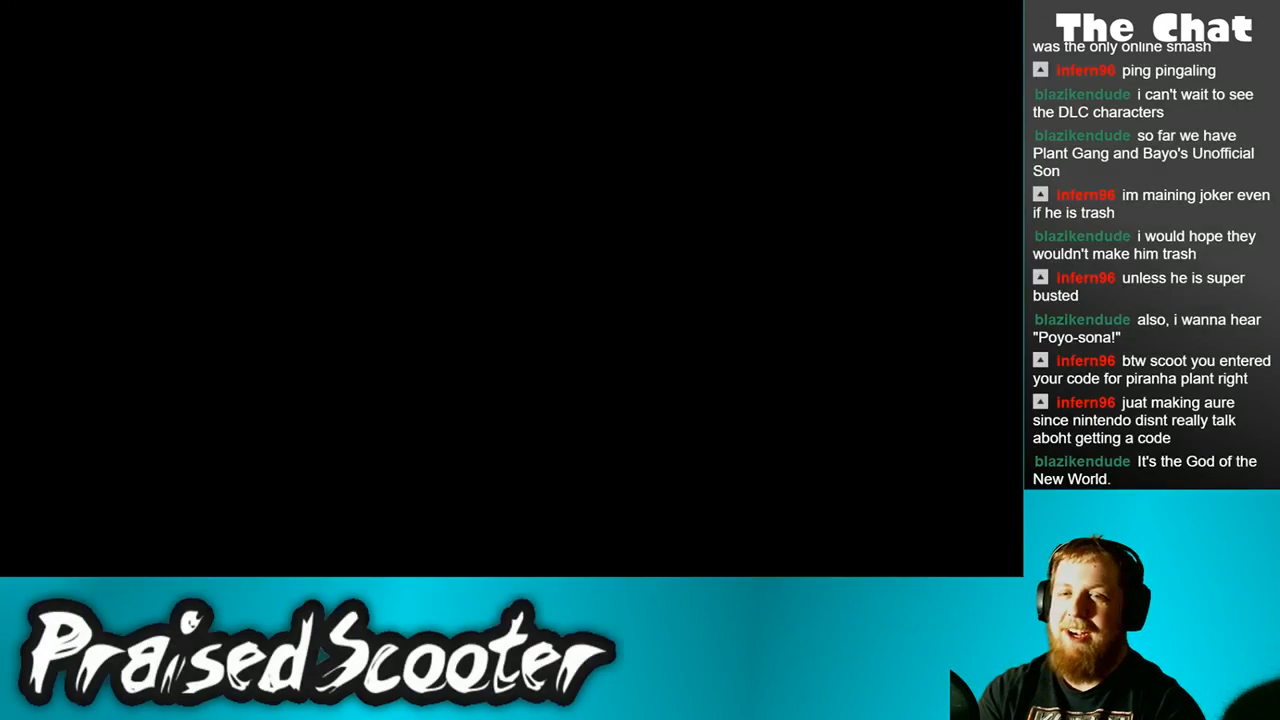 The Chat
was the only online smash
infern96 ping pingaling
blazikendude i can't wait to see
the DLC characters
blazikendude so far we have
Plant Gang and Bayo's Unofficial
Son
infern96 im maining joker even
if he is trash
blazikendude i would hope they
wouldn't make him trash
infern96 unless he is super
busted
blazikendude also, i wanna hear
"Poyo-sona!"
infern96 btw scoot you entered
your code for piranha plant right
infern96 juat making aure
since nintendo disnt really talk
aboht getting a code
blazikendude It's the God of the
New World.
PraisedScooter